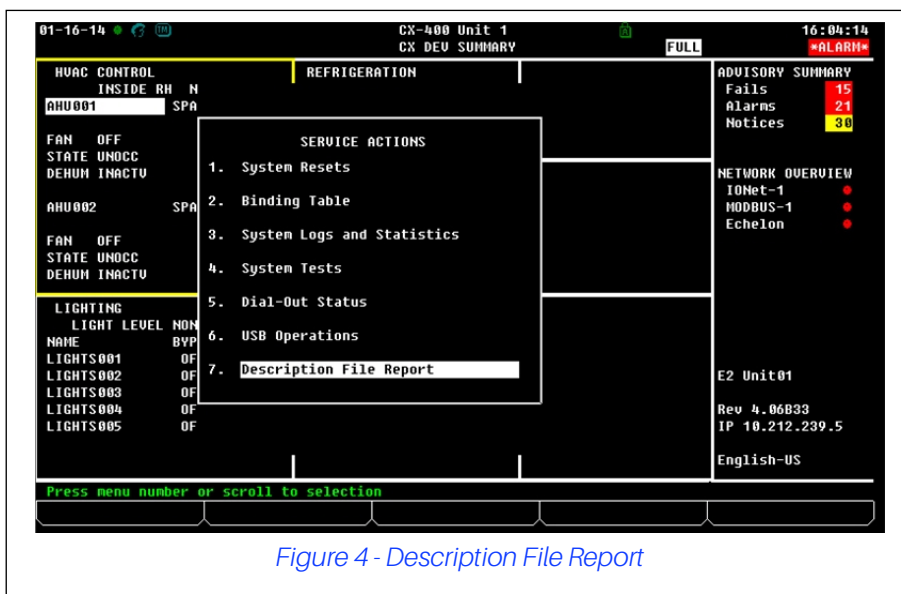 01-16-14 TM CX-400 Unit 1 A 16:04:14
CX DEV SUMMARY FULL *ALARM*
HVAC CONTROL
INSIDE RH N
AHU001 SPA
FAN OFF
STATE UNOCC
DEHUM INACTV
AHU002 SPA
FAN OFF
STATE UNOCC
DEHUM INACTV
REFRIGERATION
SERVICE ACTIONS
1. System Resets
2. Binding Table
3. System Logs and Statistics
4. System Tests
5. Dial-Out Status
6. USB Operations
7. Description File Report
LIGHTING
LIGHT LEVEL NON
NAME BYP
LIGHTS001 OF
LIGHTS002 OF
LIGHTS003 OF
LIGHTS004 OF
LIGHTS005 OF
ADVISORY SUMMARY
Fails 15
Alarms 21
Notices 30
NETWORK OVERVIEW
IONet-1
MODBUS-1
Echelon
E2 Unit01
Rev 4.06B33
IP 10.212.239.5
English-US
Press menu number or scroll to selection
Figure 4 - Description File Report